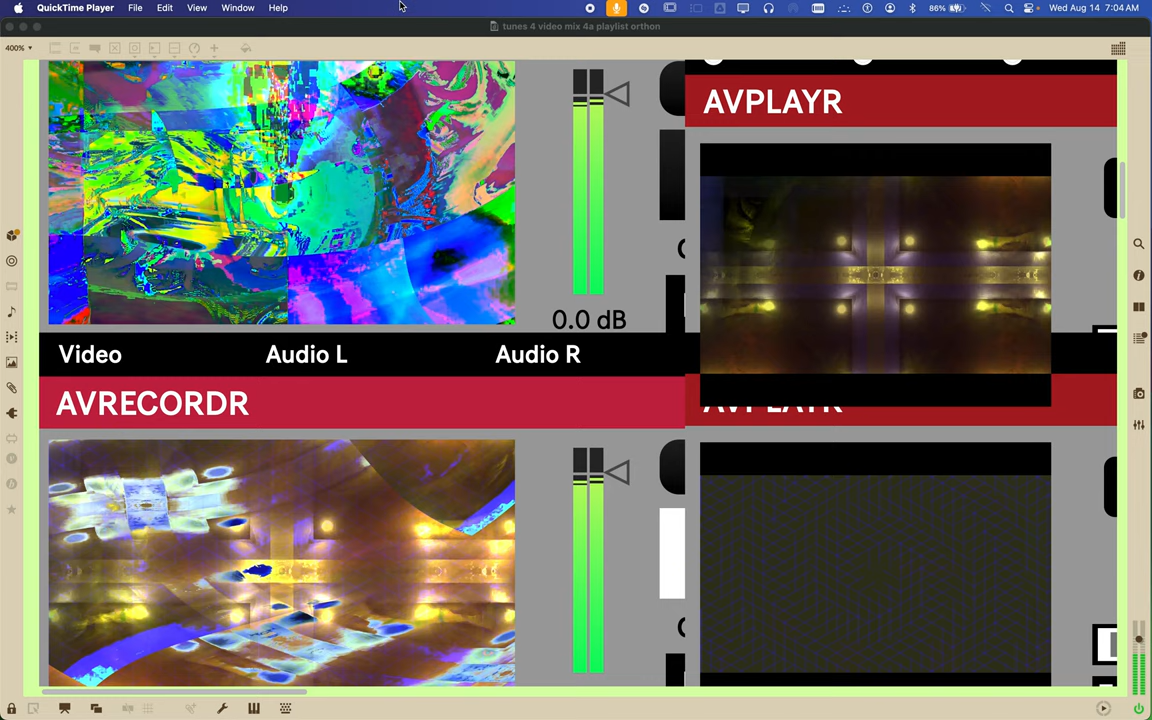 QuickTime Player File Edit View Window Help 86% Wed Aug 14 7:04 AM
tunes 4 video mix 4a playlist orthon
400%
AVPLAYR
0.0 dB
Video Audio L Audio R
AVRECORDR
AVPLAYR